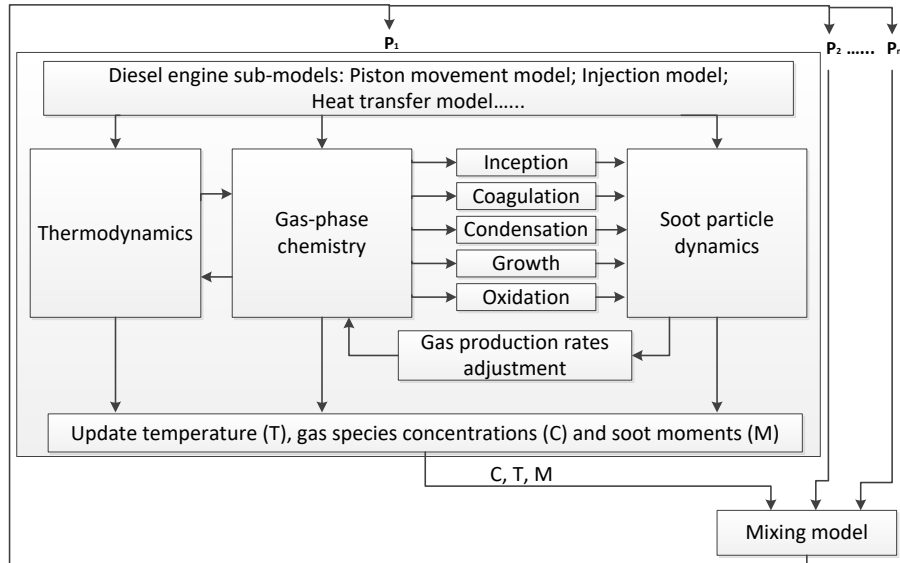 P₁
P₂ ...... Pₙ
Diesel engine sub-models: Piston movement model; Injection model;
Heat transfer model......
Thermodynamics
Gas-phase
chemistry
Inception
Coagulation
Condensation
Growth
Oxidation
Soot particle
dynamics
Gas production rates
adjustment
Update temperature (T), gas species concentrations (C) and soot moments (M)
C, T, M
Mixing model